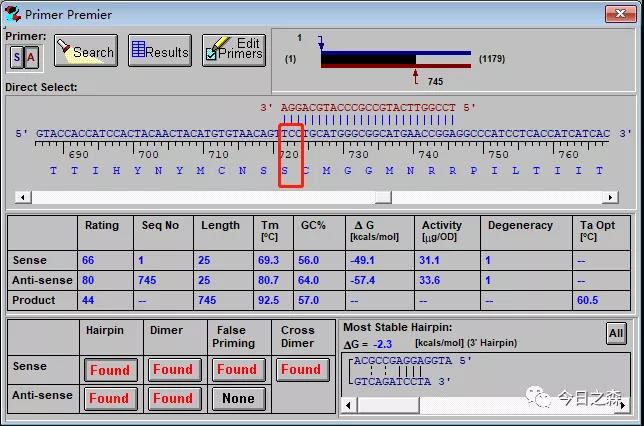 Primer Premier
Primer:
S A
Search
Results
Edit Primers
1
(1)
(1179)
745
Direct Select:
3' AGGACGTACCCGCCGTACTTGGCCT 5'
5' GTACCACCATCCACTACAACTACATGTGTAACAGTTCCTGCATGGGCGGCATGAACCGGAGGCCCATCCTCACCATCATCAC 3'
690 700 710 720 730 740 750 760
T T I H Y N Y M C N S S C M G G M N R R P I L T I I T
Rating Seq No Length Tm [ºC] GC% Δ G [kcals/mol] Activity [µg/OD] Degeneracy Ta Opt [ºC]
Sense 66 1 25 69.3 56.0 -49.1 31.1 1 --
Anti-sense 80 745 25 80.7 64.0 -57.4 33.6 1 --
Product 44 -- 745 92.5 57.0 -- -- -- 60.5
Hairpin Dimer False Priming Cross Dimer
Sense Found Found Found Found
Anti-sense Found Found None
Most Stable Hairpin:
All
ΔG = -2.3 [kcals/mol] (3' Hairpin)
ACGCCGAGGAGGTA 5'
GTCAGATCCTA 3'
今日之森